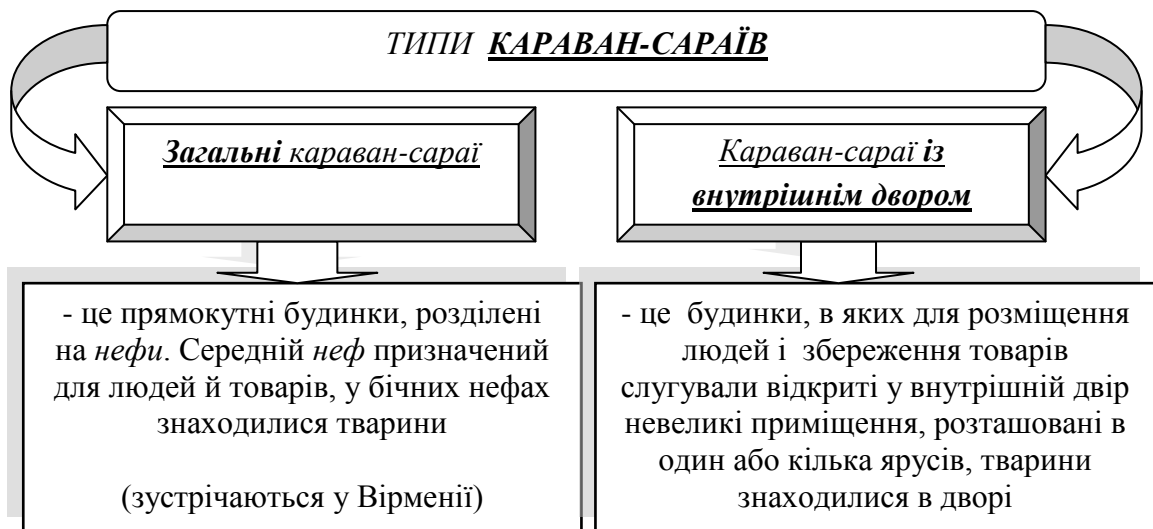 ТИПИ КАРАВАН-САРАЇВ
Загальні караван-сараї
Караван-сараї із
внутрішнім двором
- це прямокутні будинки, розділені
на нефи. Середній неф призначений
для людей й товарів, у бічних нефах
знаходилися тварини
(зустрічаються у Вірменії)
- це будинки, в яких для розміщення
людей і збереження товарів
слугували відкриті у внутрішній двір
невеликі приміщення, розташовані в
один або кілька ярусів, тварини
знаходилися в дворі